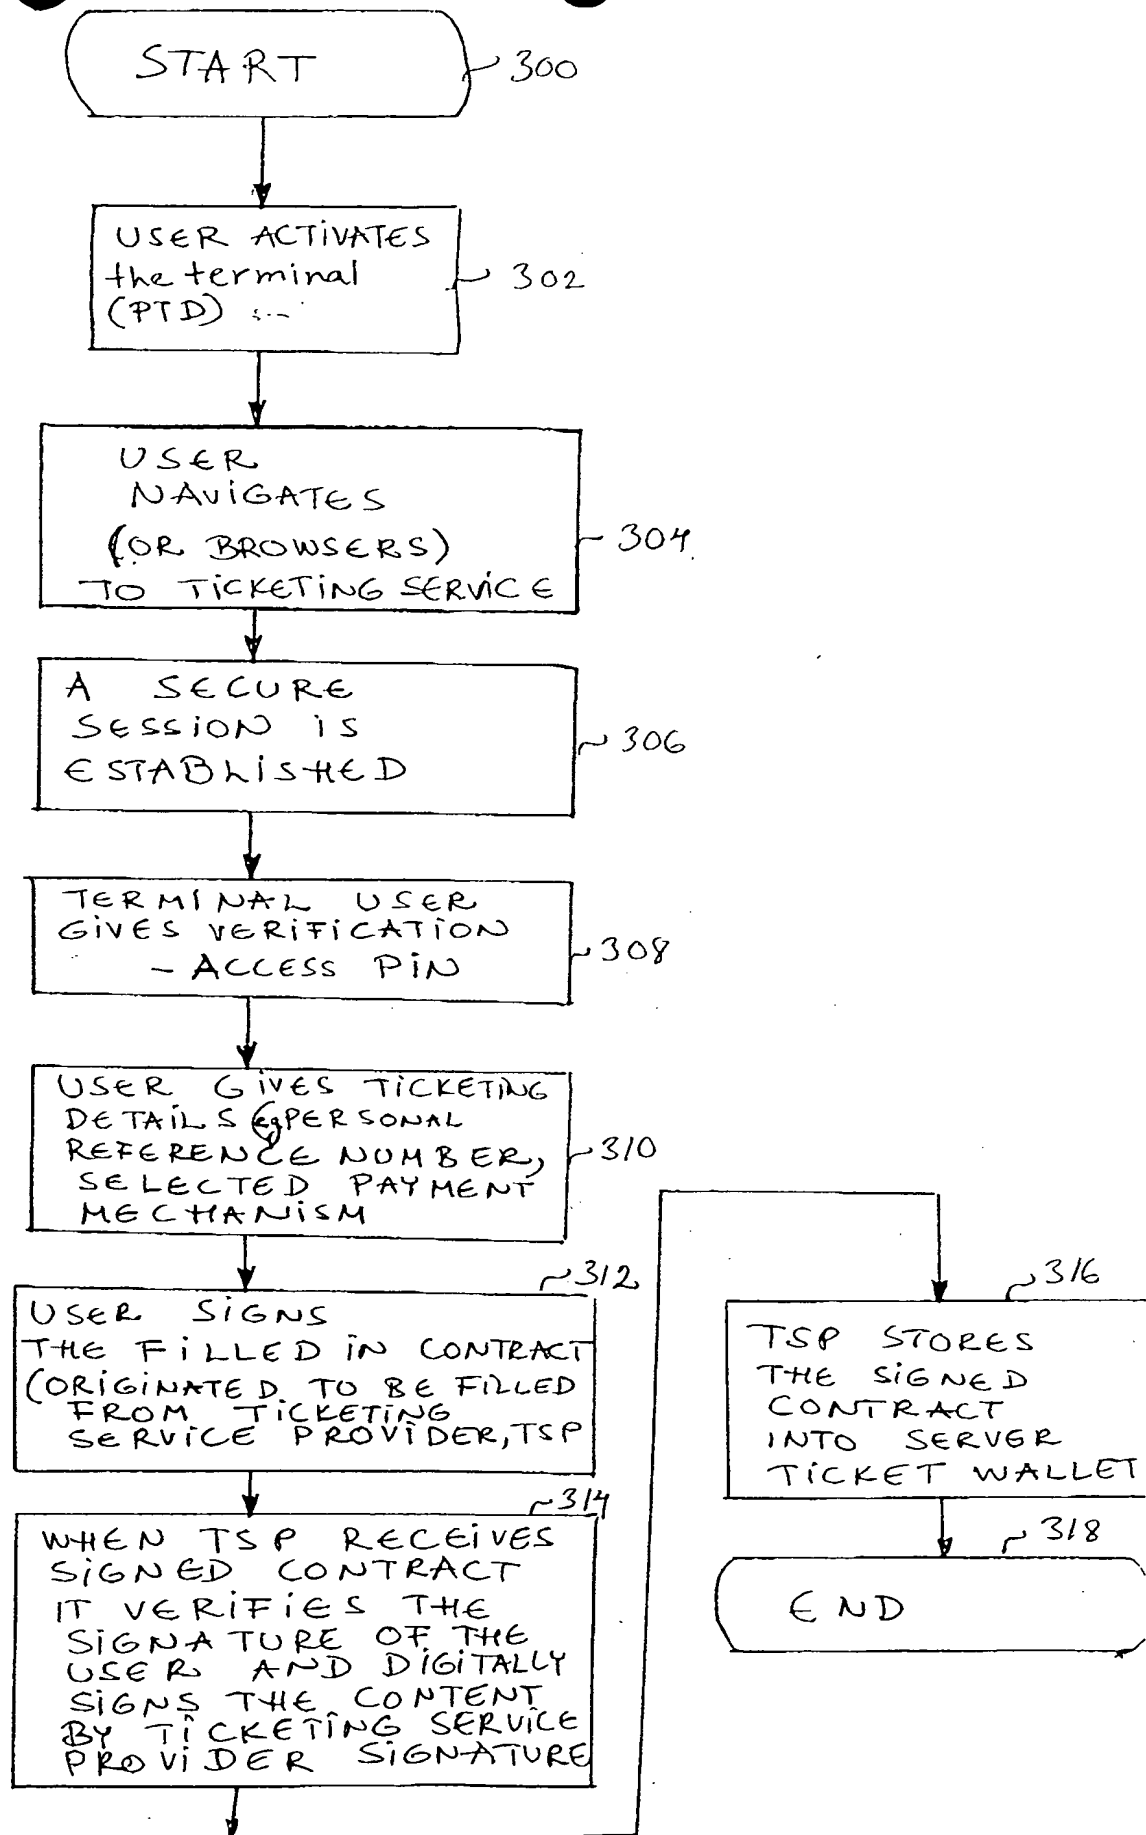 START
300
USER ACTIVATES
the terminal
(PTD) ...
302
USER
NAVIGATES
(OR BROWSERS)
TO TICKETING SERVICE
304
A SECURE
SESSION IS
ESTABLISHED
306
TERMINAL USER
GIVES VERIFICATION
- ACCESS PIN
308
USER GIVES TICKETING
DETAILS eg PERSONAL
REFERENCE NUMBER,
SELECTED PAYMENT
MECHANISM
310
312
USER SIGNS
THE FILLED IN CONTRACT
(ORIGINATED TO BE FILLED
FROM TICKETING
SERVICE PROVIDER, TSP
314
WHEN TSP RECEIVES
SIGNED CONTRACT
IT VERIFIES THE
SIGNATURE OF THE
USER AND DIGITALLY
SIGNS THE CONTENT
BY TICKETING SERVICE
PROVIDER SIGNATURE
316
TSP STORES
THE SIGNED
CONTRACT
INTO SERVER
TICKET WALLET
318
END